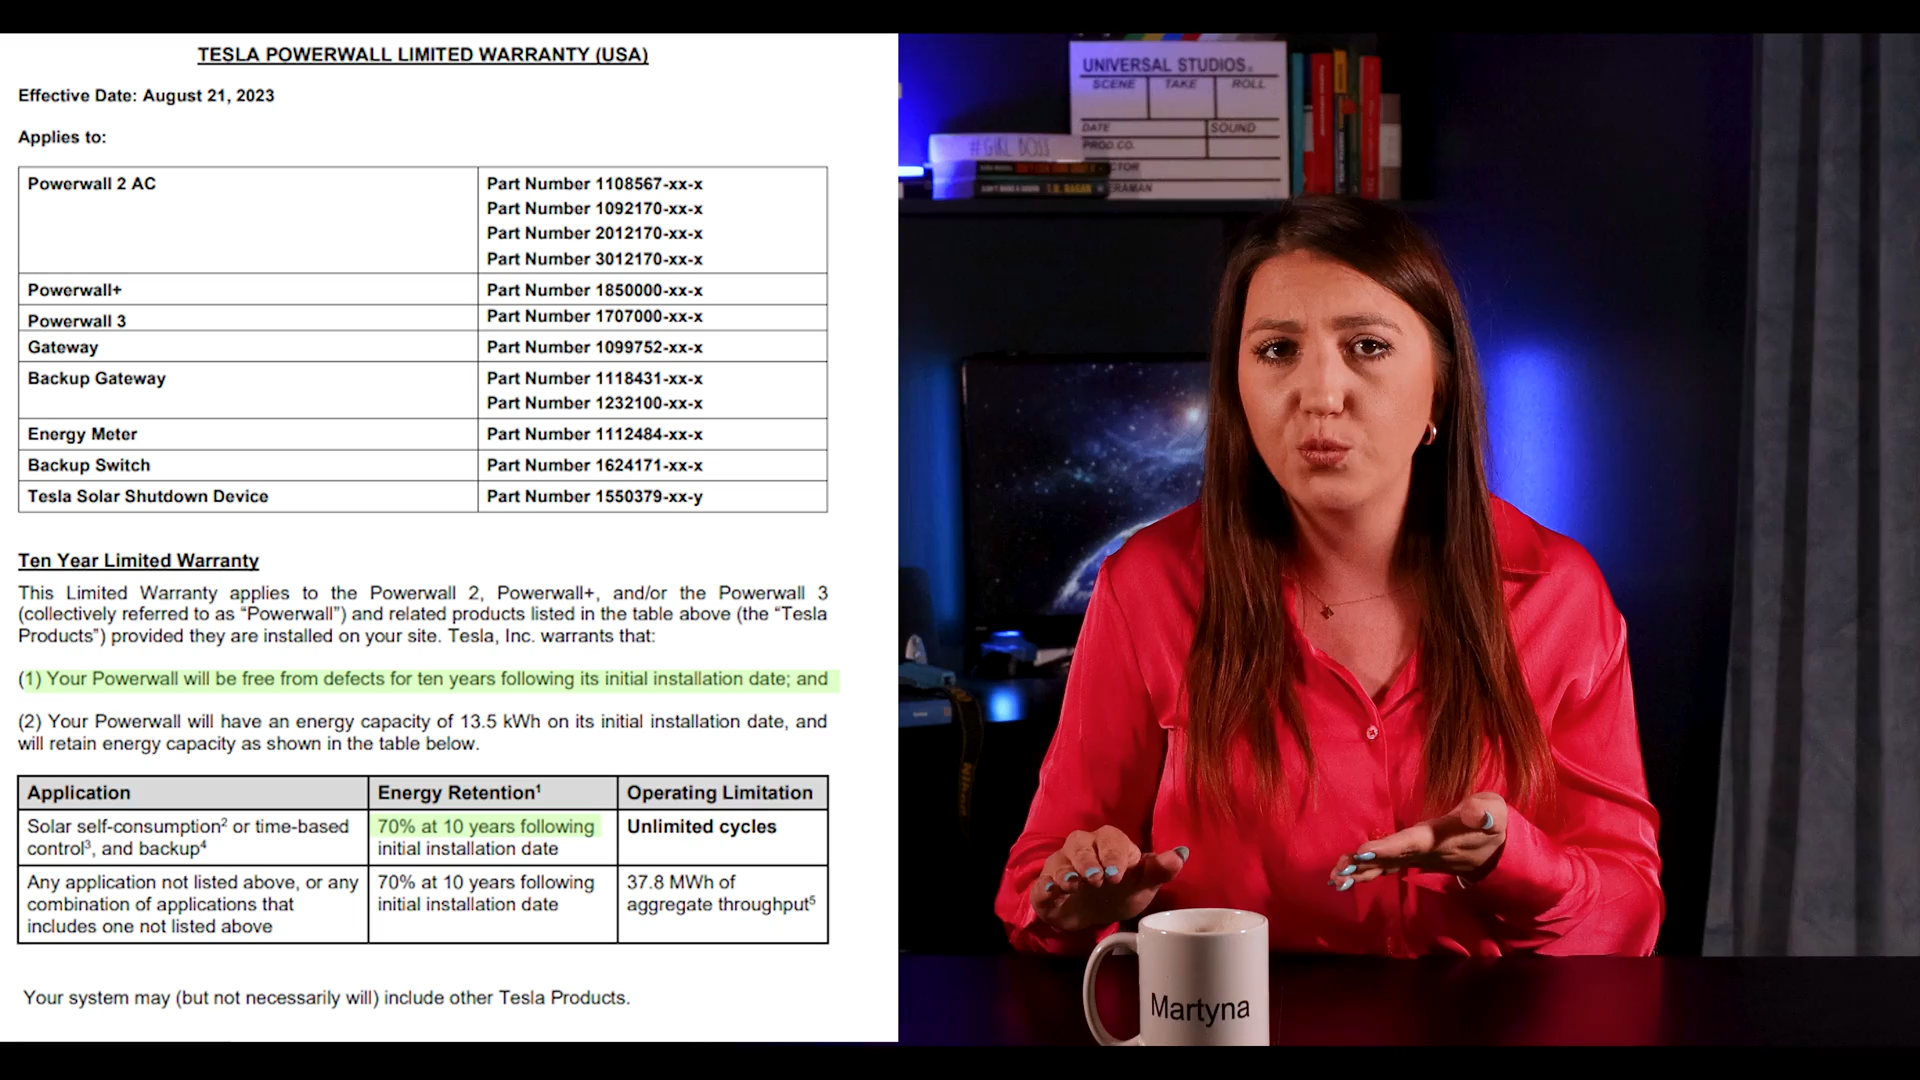 TESLA POWERWALL LIMITED WARRANTY (USA)
Effective Date: August 21, 2023
Applies to:
Powerwall 2 AC
Part Number 1108567-xx-x
Part Number 1092170-xx-x
Part Number 2012170-xx-x
Part Number 3012170-xx-x
Powerwall+
Part Number 1850000-xx-x
Powerwall 3
Part Number 1707000-xx-x
Gateway
Part Number 1099752-xx-x
Backup Gateway
Part Number 1118431-xx-x
Part Number 1232100-xx-x
Energy Meter
Part Number 1112484-xx-x
Backup Switch
Part Number 1624171-xx-x
Tesla Solar Shutdown Device
Part Number 1550379-xx-y
Ten Year Limited Warranty
This Limited Warranty applies to the Powerwall 2, Powerwall+, and/or the Powerwall 3
(collectively referred to as “Powerwall”) and related products listed in the table above (the “Tesla
Products”) provided they are installed on your site. Tesla, Inc. warrants that:
(1) Your Powerwall will be free from defects for ten years following its initial installation date; and
(2) Your Powerwall will have an energy capacity of 13.5 kWh on its initial installation date, and
will retain energy capacity as shown in the table below.
Application
Energy Retention¹
Operating Limitation
Solar self-consumption² or time-based
control³, and backup⁴
70% at 10 years following
initial installation date
Unlimited cycles
Any application not listed above, or any
combination of applications that
includes one not listed above
70% at 10 years following
initial installation date
37.8 MWh of
aggregate throughput⁵
Your system may (but not necessarily will) include other Tesla Products.
UNIVERSAL STUDIOS
SCENE TAKE ROLL
DATE SOUND
PROD.CO.
CTOR
ERAMAN
#GIRL BOSS
T.R. RAGAN
Nikon
Martyna